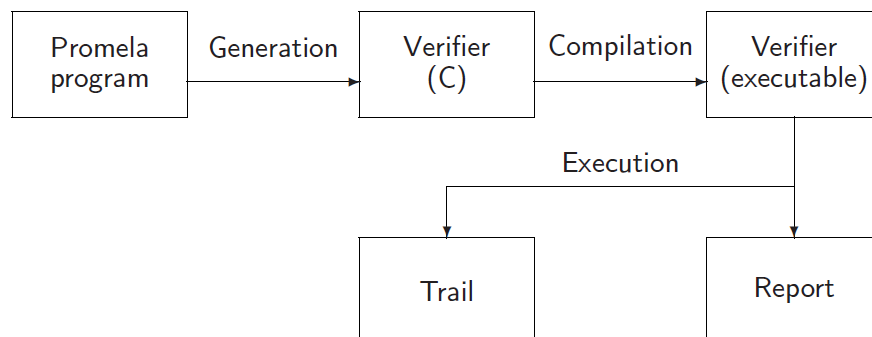 Promela
program
Generation
Verifier
(C)
Compilation
Verifier
(executable)
Execution
Trail
Report